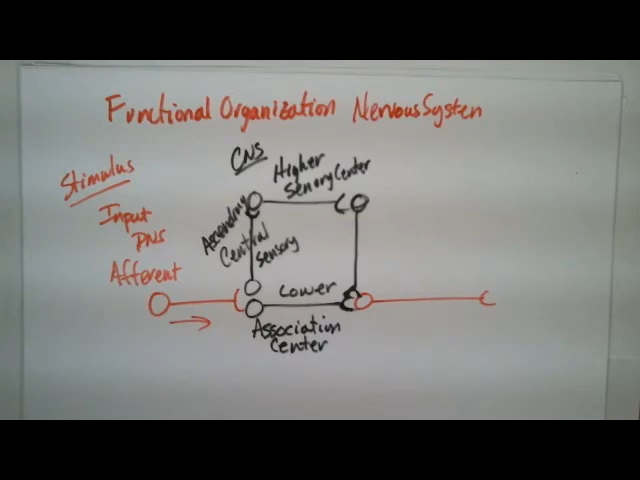 Functional Organization Nervous System
Stimulus
Input
PNS
Afferent
CNS
Higher
Sensory Center
Ascending
Central
Sensory
Lower
Association
Center